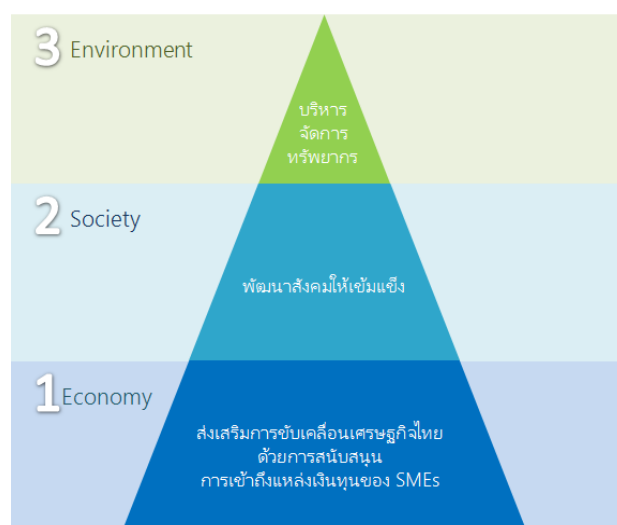 3 Environment
บริหาร
จัดการ
ทรัพยากร
2 Society
พัฒนาสังคมให้เข้มแข็ง
1 Economy
ส่งเสริมการขับเคลื่อนเศรษฐกิจไทย
ด้วยการสนับสนุน
การเข้าถึงแหล่งเงินทุนของ SMEs